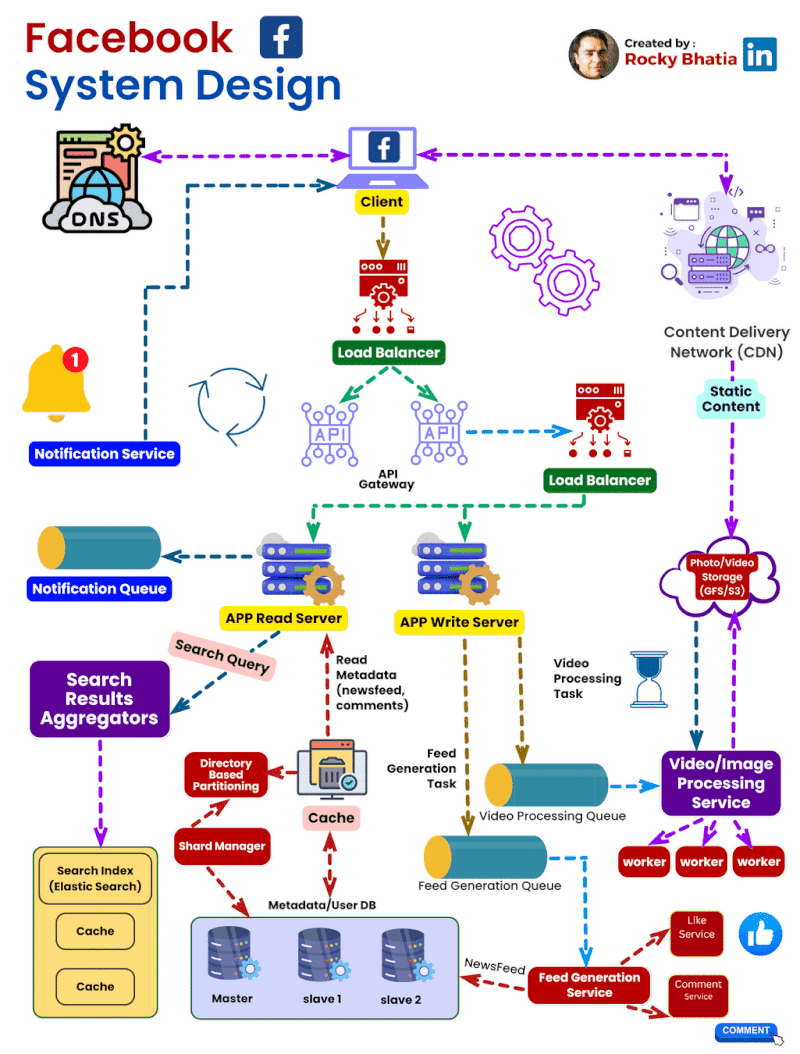 Facebook
System Design
Created by :
Rocky Bhatia
in
f
DNS
f
Client
Content Delivery
Network (CDN)
Load Balancer
1
Static
Content
API
API
Notification Service
API
Gateway
Load Balancer
Notification Queue
APP Read Server
APP Write Server
Photo/Video
Storage
(GFS/S3)
Search Query
Search
Results
Aggregators
Read
Metadata
(newsfeed,
comments)
Video
Processing
Task
Directory
Based
Partitioning
Feed
Generation
Task
Video/Image
Processing
Service
Cache
Video Processing Queue
Shard Manager
worker
worker
worker
Search Index
(Elastic Search)
Cache
Cache
Feed Generation Queue
Metadata/User DB
Master
slave 1
slave 2
NewsFeed
Feed Generation
Service
Like
Service
Comment
Service
COMMENT